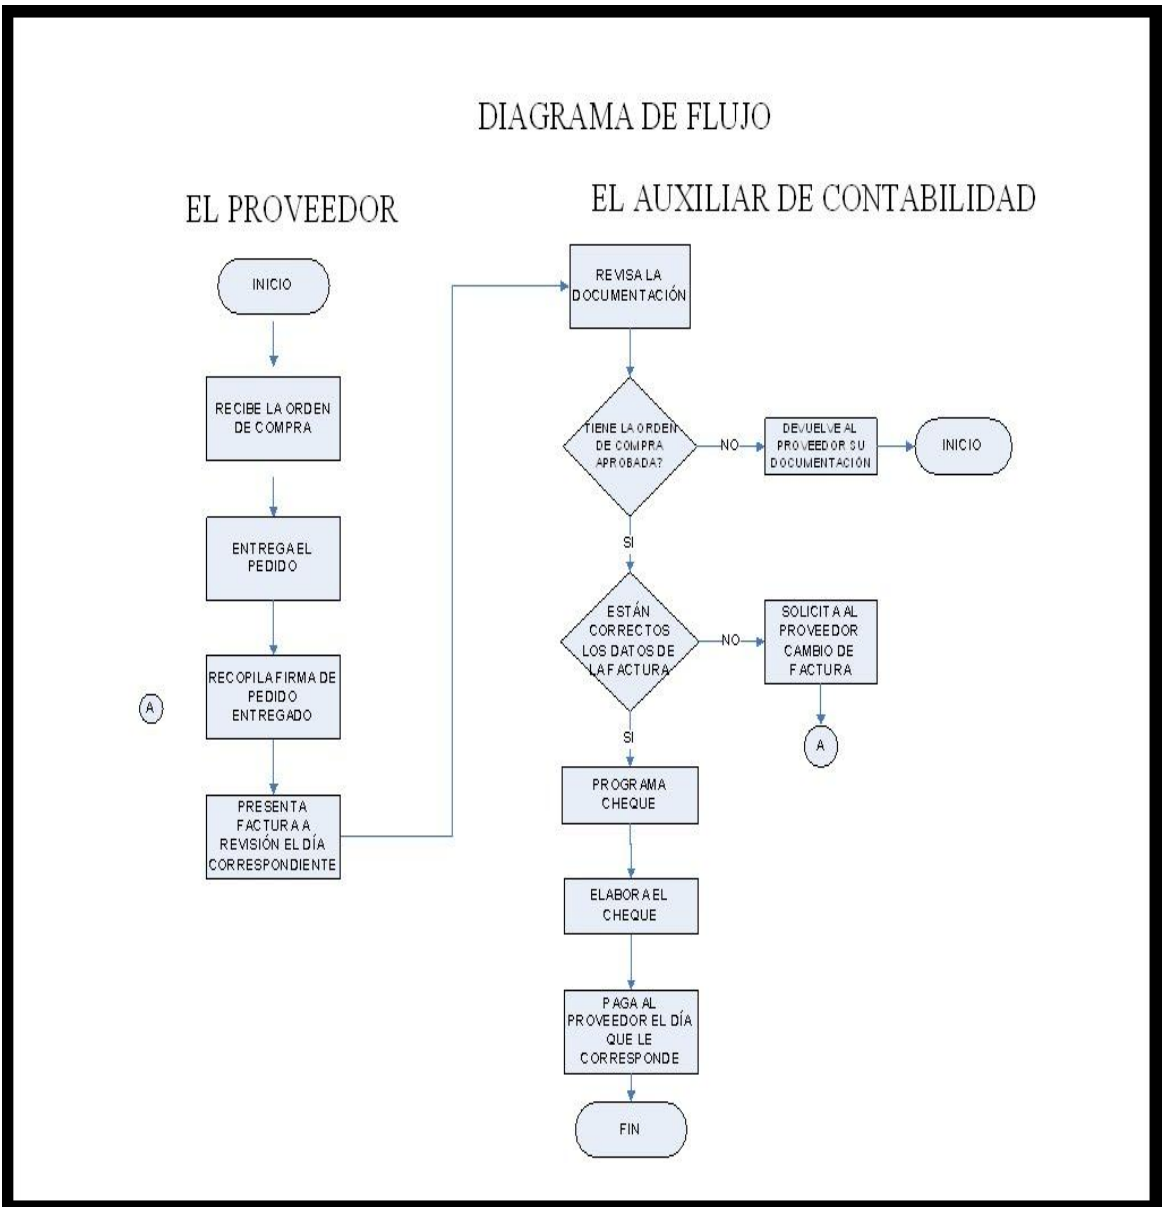 DIAGRAMA DE FLUJO
EL PROVEEDOR
INICIO
RECIBE LA ORDEN
DE COMPRA
ENTREGA EL
PEDIDO
RECOPILA FIRMA DE
PEDIDO
ENTREGADO
A
PRESENTA
FACTURA A
REVISIÓN EL DÍA
CORRESPONDIENTE
EL AUXILIAR DE CONTABILIDAD
REVISA LA
DOCUMENTACIÓN
TIENE LA ORDEN
DE COMPRA
APROBADA?
NO
DEVUELVE AL
PROVEEDOR SU
DOCUMENTACIÓN
INICIO
SI
ESTÁN
CORRECTOS
LOS DATOS DE
LA FACTURA
NO
SOLICITA AL
PROVEEDOR
CAMBIO DE
FACTURA
A
SI
PROGRAMA
CHEQUE
ELABORA EL
CHEQUE
PAGA AL
PROVEEDOR EL DÍA
QUE LE
CORRESPONDE
FIN